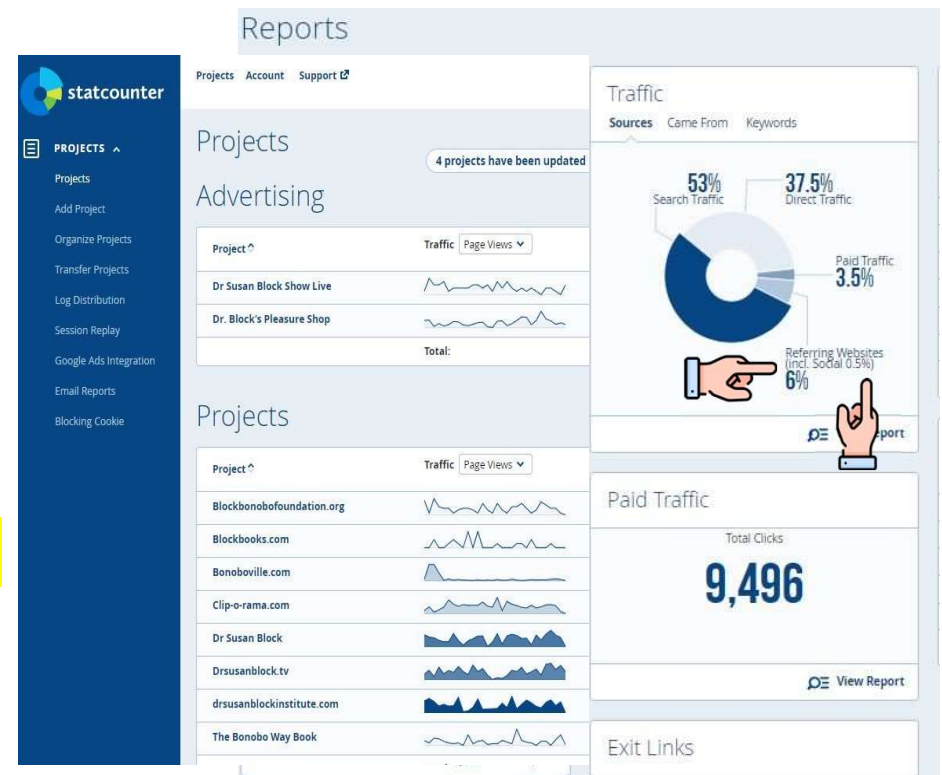 Reports
statcounter
PROJECTS
Projects
Add Project
Organize Projects
Transfer Projects
Log Distribution
Session Replay
Google Ads Integration
Email Reports
Blocking Cookie
Projects Account Support
Projects
4 projects have been updated
Advertising
Project Traffic Page Views
Dr Susan Block Show Live
Dr. Block's Pleasure Shop
Total:
Projects
Project Traffic Page Views
Blockbonobofoundation.org
Blockbooks.com
Bonoboville.com
Clip-o-rama.com
Dr Susan Block
Drsusanblock.tv
drsusanblockinstitute.com
The Bonobo Way Book
Traffic
Sources Came From Keywords
53%
Search Traffic
37.5%
Direct Traffic
Paid Traffic
3.5%
Referring Websites
(incl. Social 0.5%)
6%
Paid Traffic
Total Clicks
9,496
View Report
Exit Links